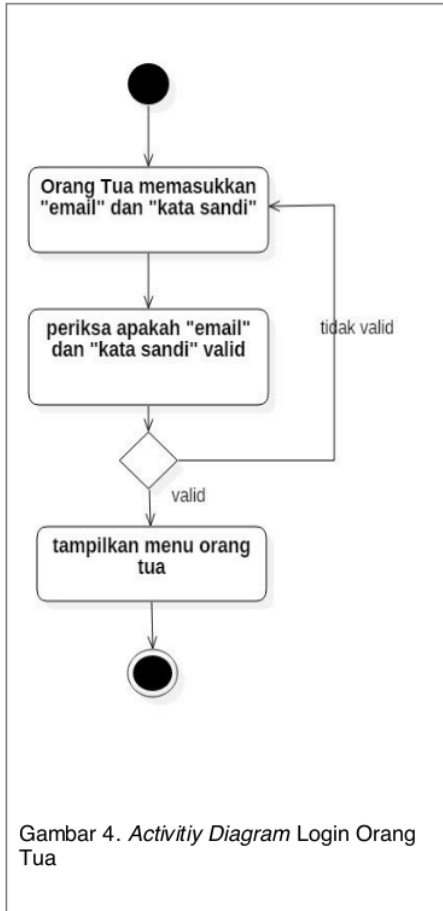 Orang Tua memasukkan
"email" dan "kata sandi"
periksa apakah "email"
dan "kata sandi" valid
tidak valid
valid
tampilkan menu orang
tua
Gambar 4. Activitiy Diagram Login Orang
Tua